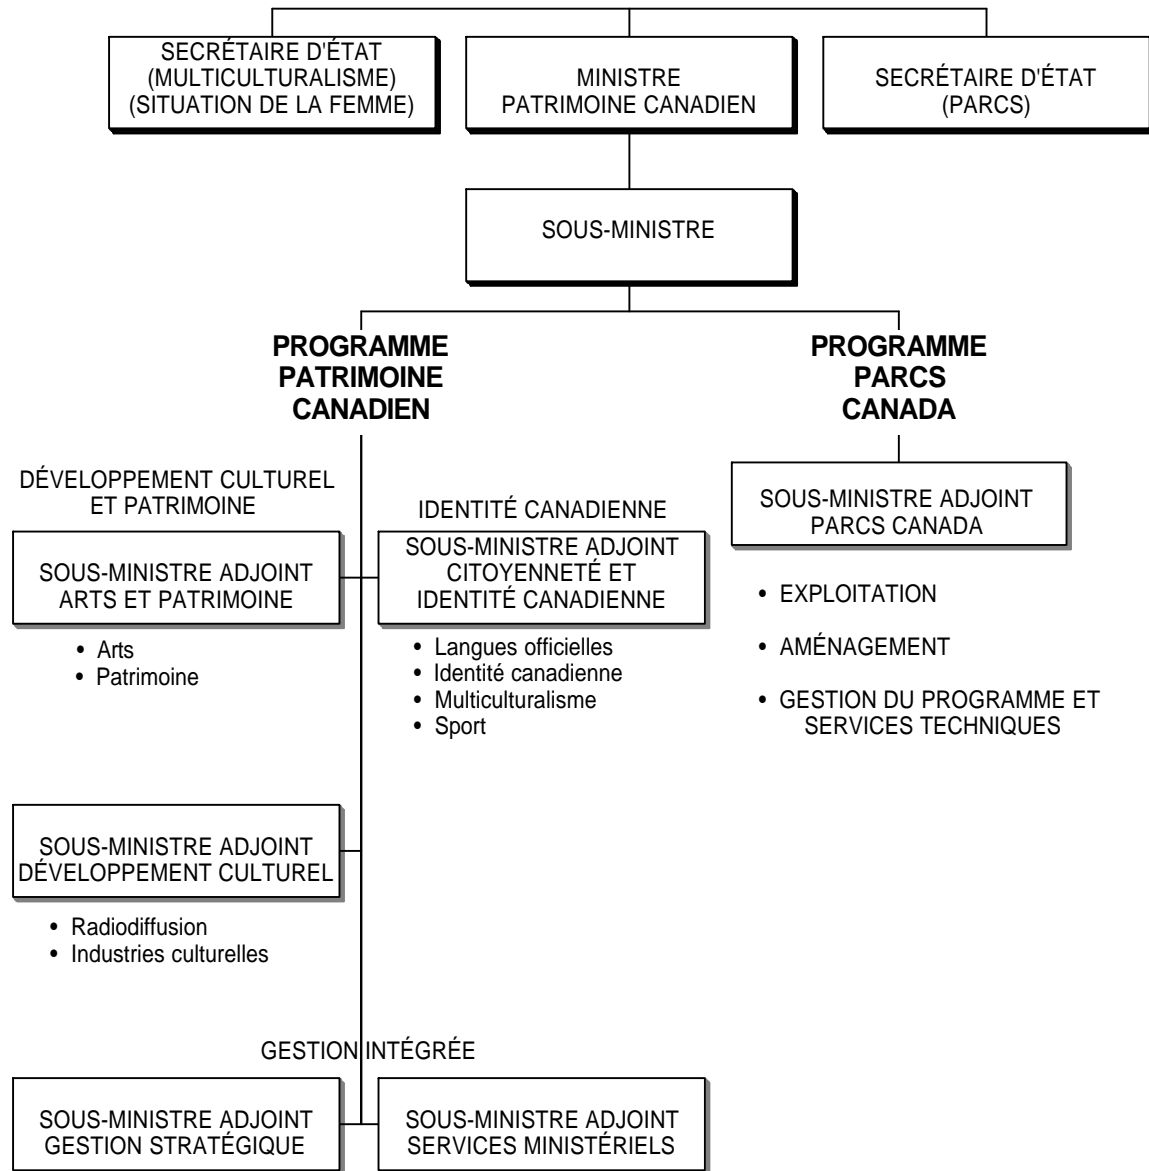 SECRÉTAIRE D'ÉTAT
(MULTICULTURALISME)
(SITUATION DE LA FEMME)
MINISTRE
PATRIMOINE CANADIEN
SECRÉTAIRE D'ÉTAT
(PARCS)
SOUS-MINISTRE
PROGRAMME
PATRIMOINE
CANADIEN
PROGRAMME
PARCS
CANADA
DÉVELOPPEMENT CULTUREL
ET PATRIMOINE
SOUS-MINISTRE ADJOINT
ARTS ET PATRIMOINE
• Arts
• Patrimoine
IDENTITÉ CANADIENNE
SOUS-MINISTRE ADJOINT
CITOYENNETÉ ET
IDENTITÉ CANADIENNE
• Langues officielles
• Identité canadienne
• Multiculturalisme
• Sport
SOUS-MINISTRE ADJOINT
PARCS CANADA
• EXPLOITATION
• AMÉNAGEMENT
• GESTION DU PROGRAMME ET
SERVICES TECHNIQUES
SOUS-MINISTRE ADJOINT
DÉVELOPPEMENT CULTUREL
• Radiodiffusion
• Industries culturelles
GESTION INTÉGRÉE
SOUS-MINISTRE ADJOINT
GESTION STRATÉGIQUE
SOUS-MINISTRE ADJOINT
SERVICES MINISTÉRIELS